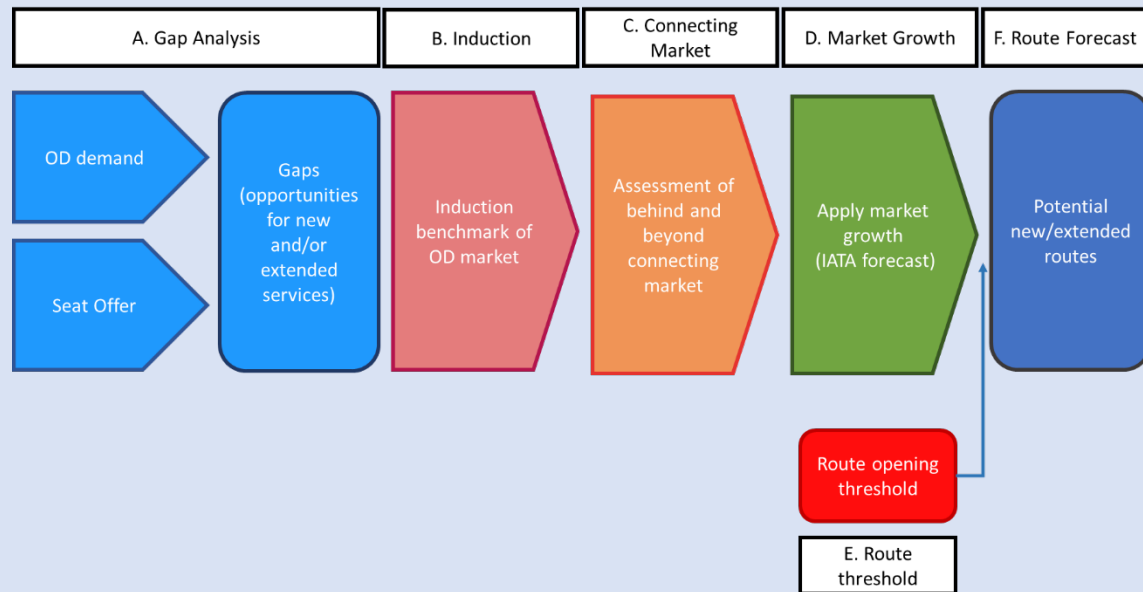 A. Gap Analysis
B. Induction
C. Connecting
Market
D. Market Growth
F. Route Forecast
OD demand
Seat Offer
Gaps
(opportunities
for new
and/or
extended
services)
Induction
benchmark of
OD market
Assessment of
behind and
beyond
connecting
market
Apply market
growth
(IATA forecast)
Potential
new/extended
routes
Route opening
threshold
E. Route
threshold